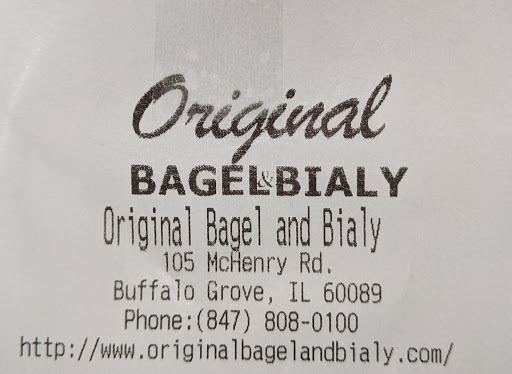 Original
BAGEL&BIALY
Original Bagel and Bialy
105 McHenry Rd.
Buffalo Grove, IL 60089
Phone:(847) 808-0100
http://www.originalbagelandbialy.com/